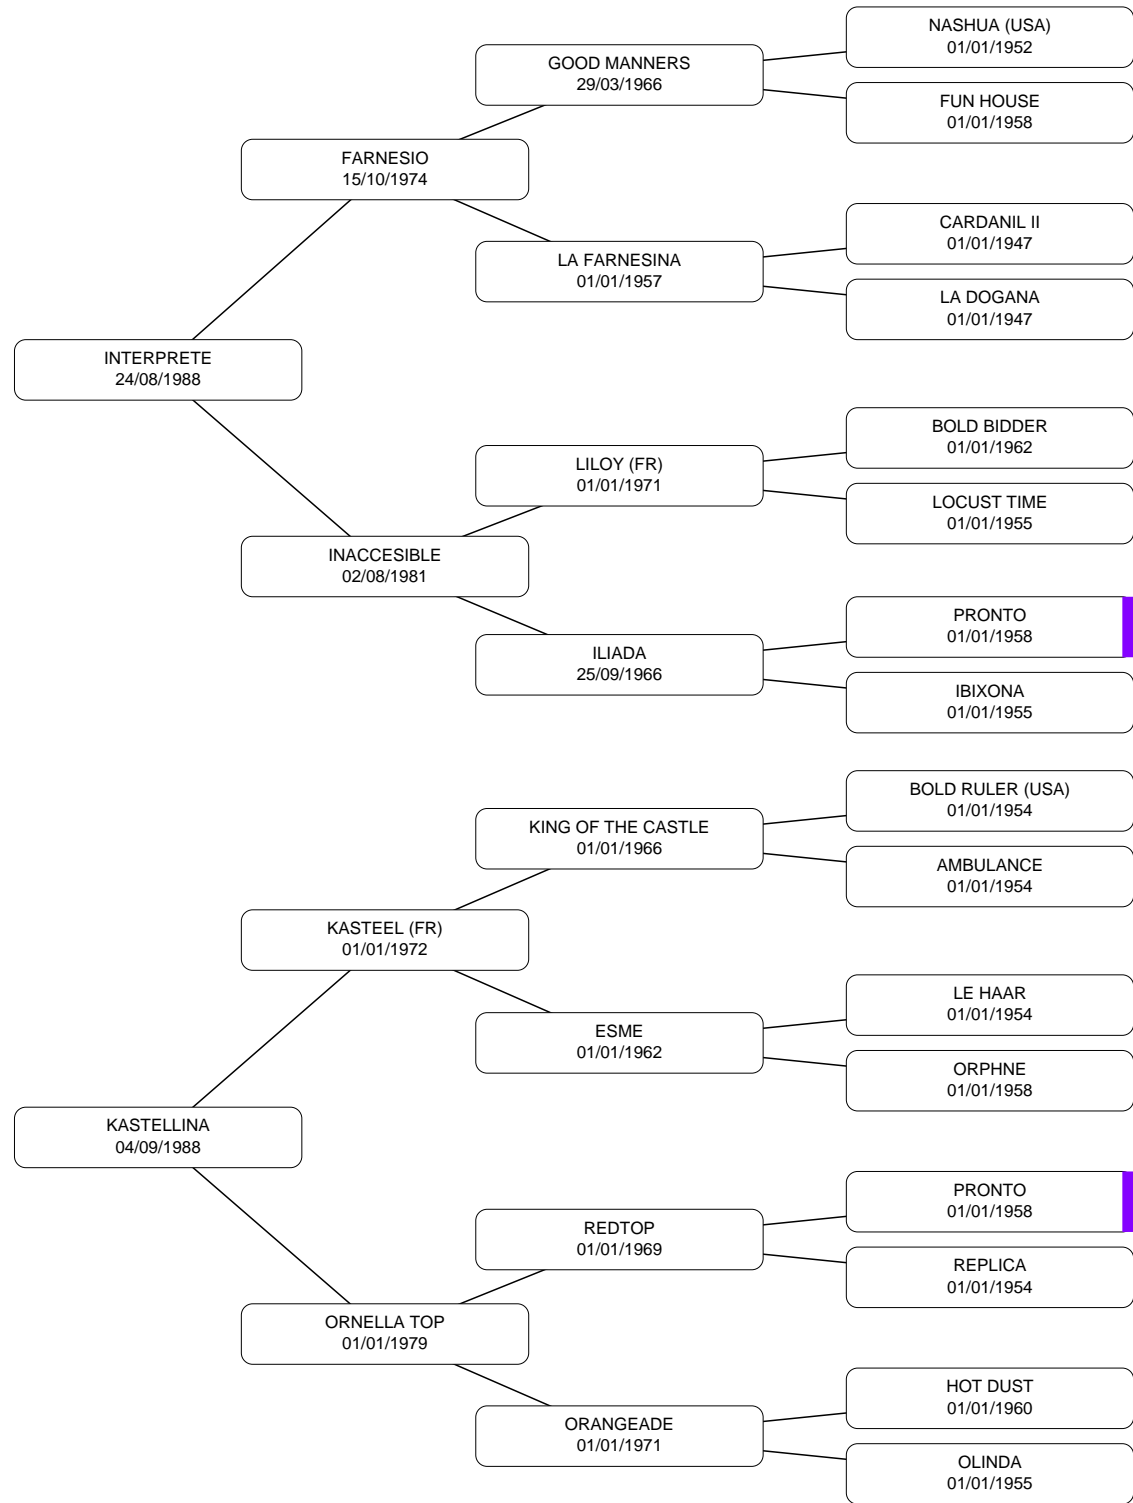 NASHUA (USA)
01/01/1952
GOOD MANNERS
29/03/1966
FUN HOUSE
01/01/1958
FARNESIO
15/10/1974
CARDANIL II
01/01/1947
LA FARNESINA
01/01/1957
LA DOGANA
01/01/1947
INTERPRETE
24/08/1988
BOLD BIDDER
01/01/1962
LILOY (FR)
01/01/1971
LOCUST TIME
01/01/1955
INACCESIBLE
02/08/1981
PRONTO
01/01/1958
ILIADA
25/09/1966
IBIXONA
01/01/1955
BOLD RULER (USA)
01/01/1954
KING OF THE CASTLE
01/01/1966
AMBULANCE
01/01/1954
KASTEEL (FR)
01/01/1972
LE HAAR
01/01/1954
ESME
01/01/1962
ORPHNE
01/01/1958
KASTELLINA
04/09/1988
PRONTO
01/01/1958
REDTOP
01/01/1969
REPLICA
01/01/1954
ORNELLA TOP
01/01/1979
HOT DUST
01/01/1960
ORANGEADE
01/01/1971
OLINDA
01/01/1955